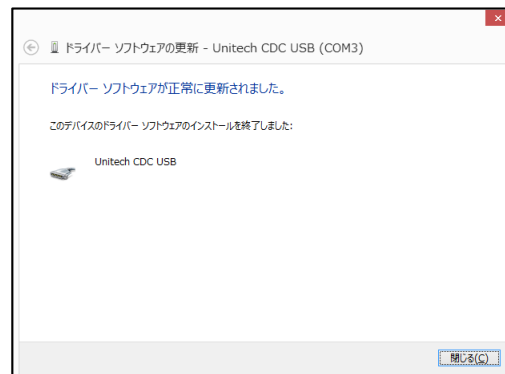 ドライバー ソフトウェアの更新 - Unitech CDC USB (COM3)
ドライバー ソフトウェアが正常に更新されました。
このデバイスのドライバー ソフトウェアのインストールを終了しました:
Unitech CDC USB
閉じる(C)